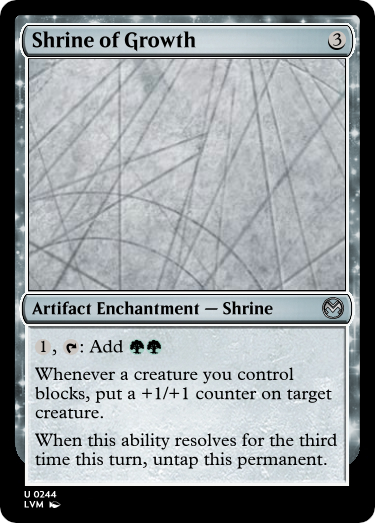 Shrine of Growth 3
Artifact Enchantment — Shrine
1, : Add
Whenever a creature you control
blocks, put a +1/+1 counter on target
creature.
When this ability resolves for the third
time this turn, untap this permanent.
U 0244
LVM